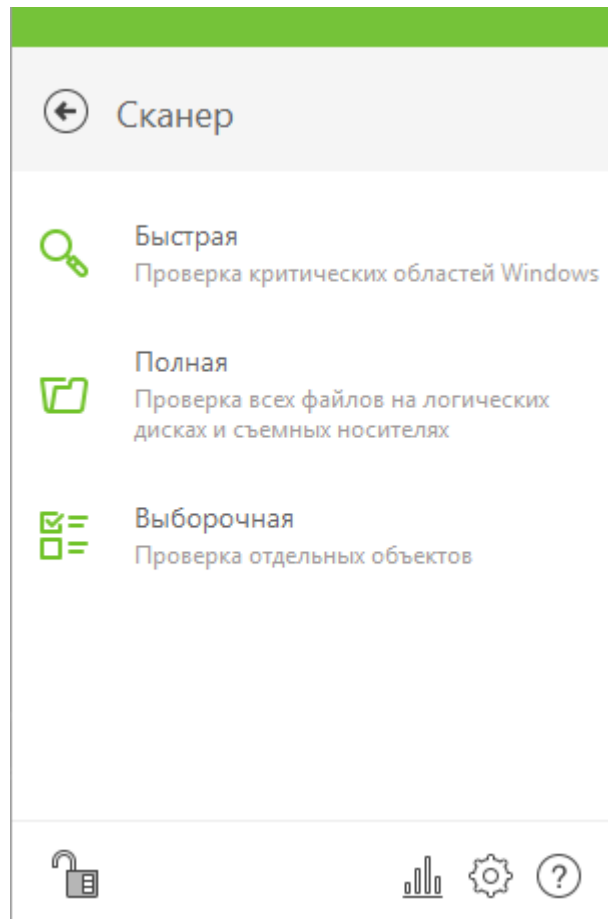 Сканер
Быстрая
Проверка критических областей Windows
Полная
Проверка всех файлов на логических
дисках и съемных носителях
Выборочная
Проверка отдельных объектов
?